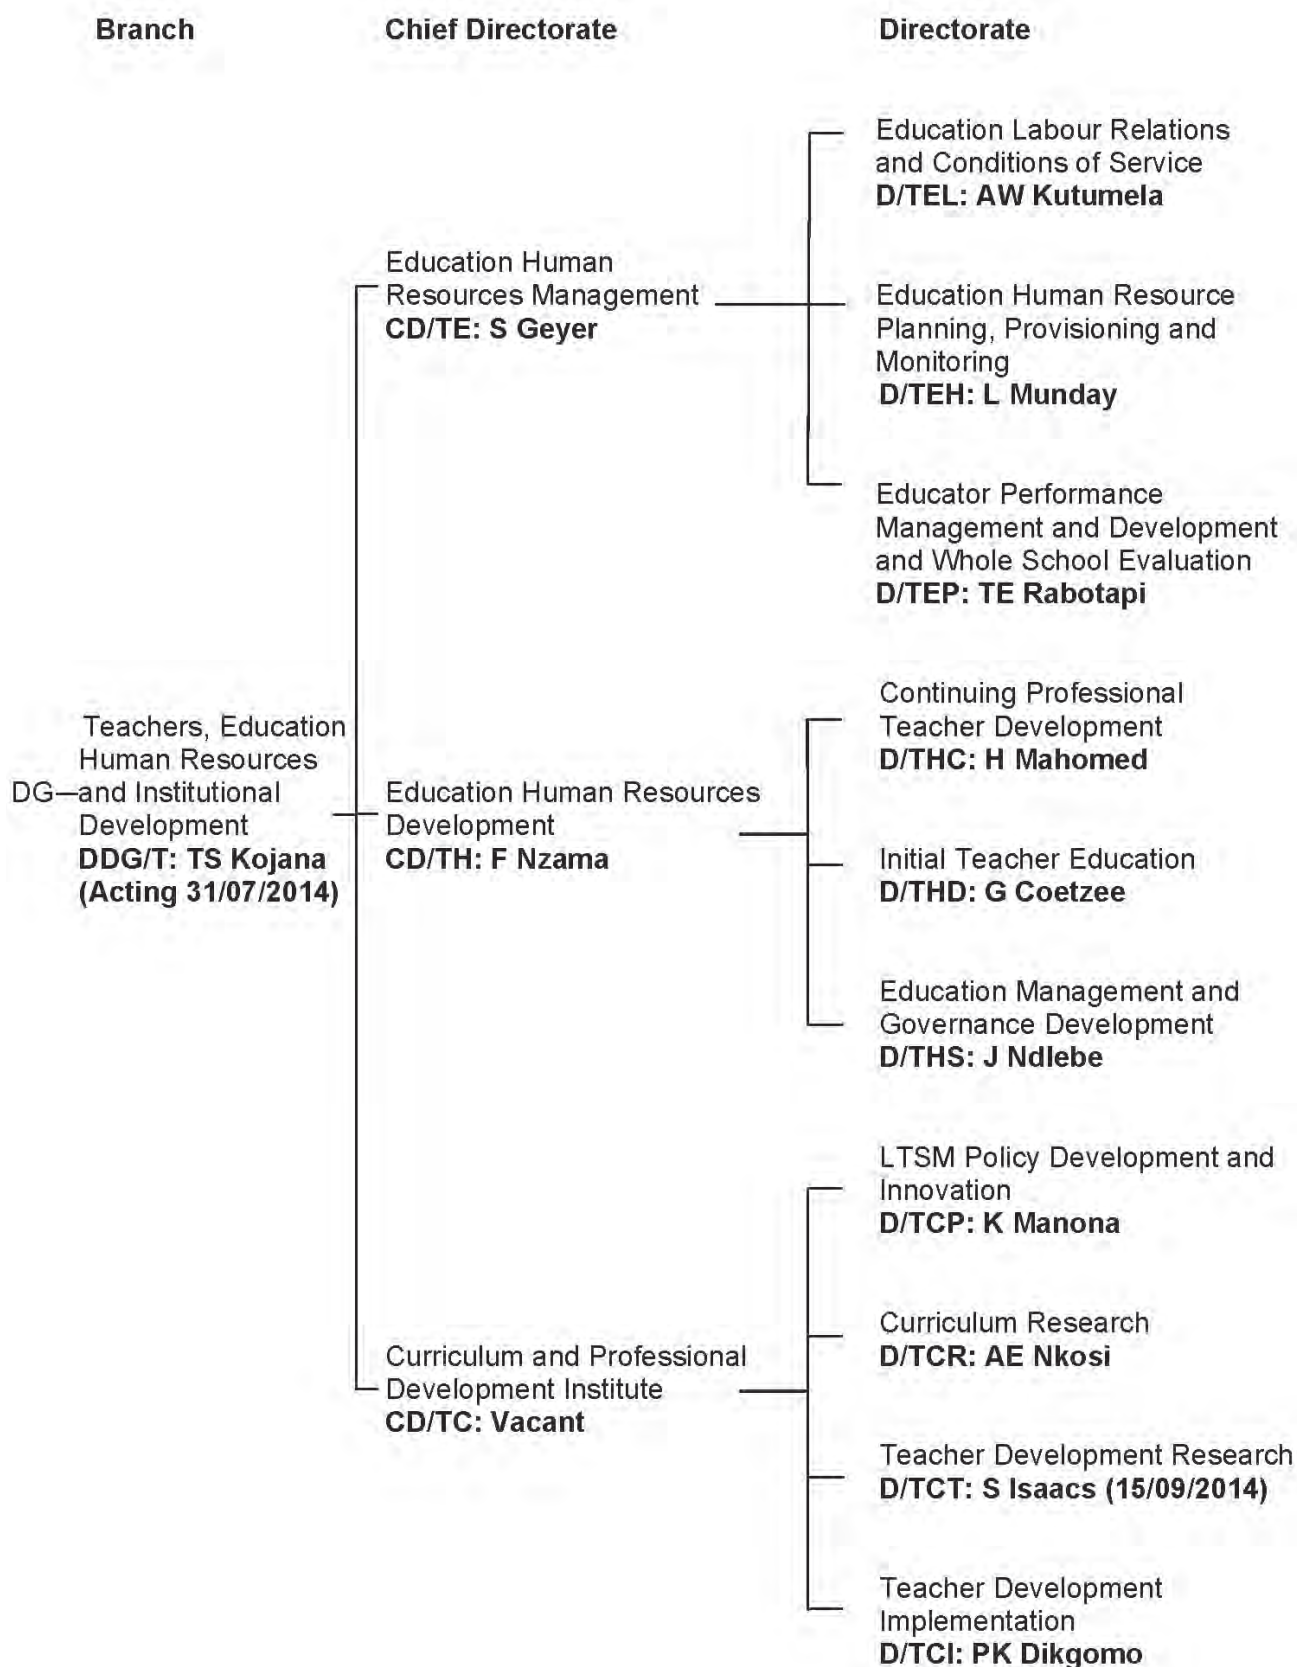 Branch
Chief Directorate
Directorate
DG
Teachers, Education
Human Resources
and Institutional
Development
DDG/T: TS Kojana
(Acting 31/07/2014)
Education Human
Resources Management
CD/TE: S Geyer
Education Labour Relations
and Conditions of Service
D/TEL: AW Kutumela
Education Human Resource
Planning, Provisioning and
Monitoring
D/TEH: L Munday
Educator Performance
Management and Development
and Whole School Evaluation
D/TEP: TE Rabotapi
Education Human Resources
Development
CD/TH: F Nzama
Continuing Professional
Teacher Development
D/THC: H Mahomed
Initial Teacher Education
D/THD: G Coetzee
Education Management and
Governance Development
D/THS: J Ndlebe
Curriculum and Professional
Development Institute
CD/TC: Vacant
LTSM Policy Development and
Innovation
D/TCP: K Manona
Curriculum Research
D/TCR: AE Nkosi
Teacher Development Research
D/TCT: S Isaacs (15/09/2014)
Teacher Development
Implementation
D/TCI: PK Dikgomo